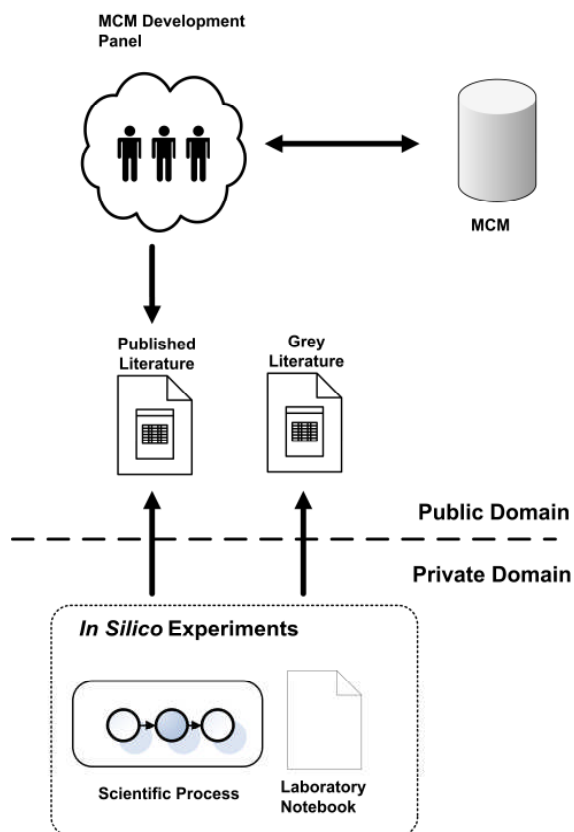 MCM Development
Panel
MCM
Published
Literature
Grey
Literature
Public Domain
Private Domain
In Silico Experiments
Scientific Process
Laboratory
Notebook